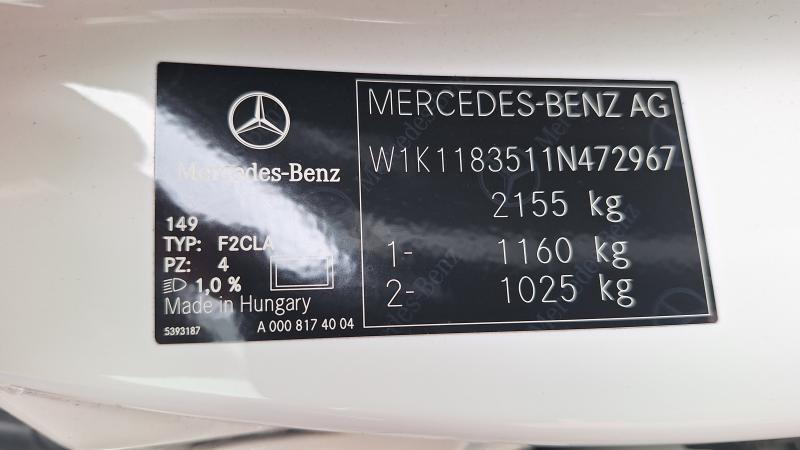 Mercedes-Benz
149
TYP: F2CLA
PZ: 4
1,0 %
Made in Hungary
5393187
A 000 817 40 04
MERCEDES-BENZ AG
W1K1183511N472967
2155 kg
1- 1160 kg
2- 1025 kg